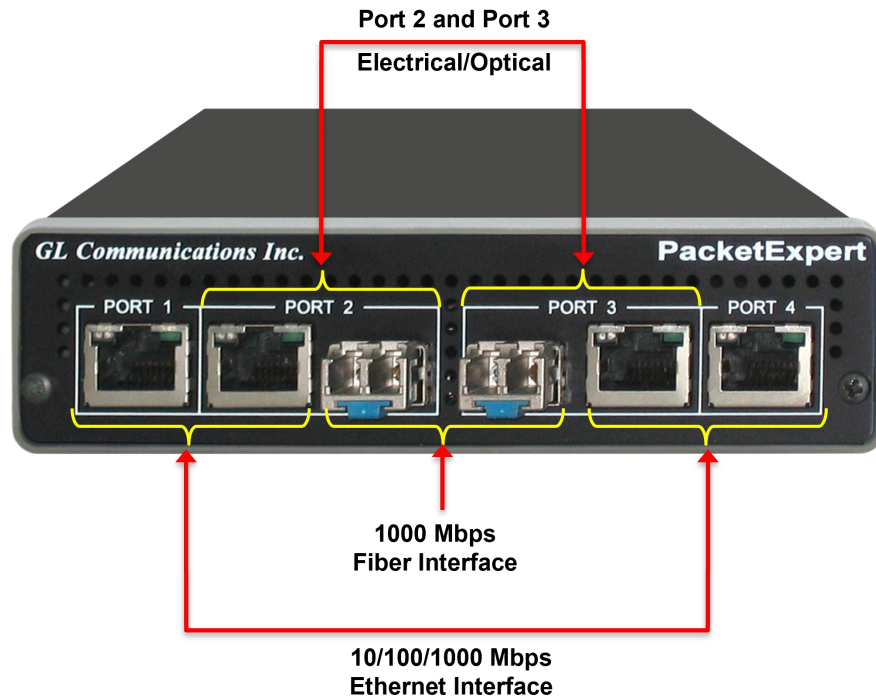 Port 2 and Port 3
Electrical/Optical
GL Communications Inc.
PacketExpert
PORT 1
PORT 2
PORT 3
PORT 4
1000 Mbps
Fiber Interface
10/100/1000 Mbps
Ethernet Interface